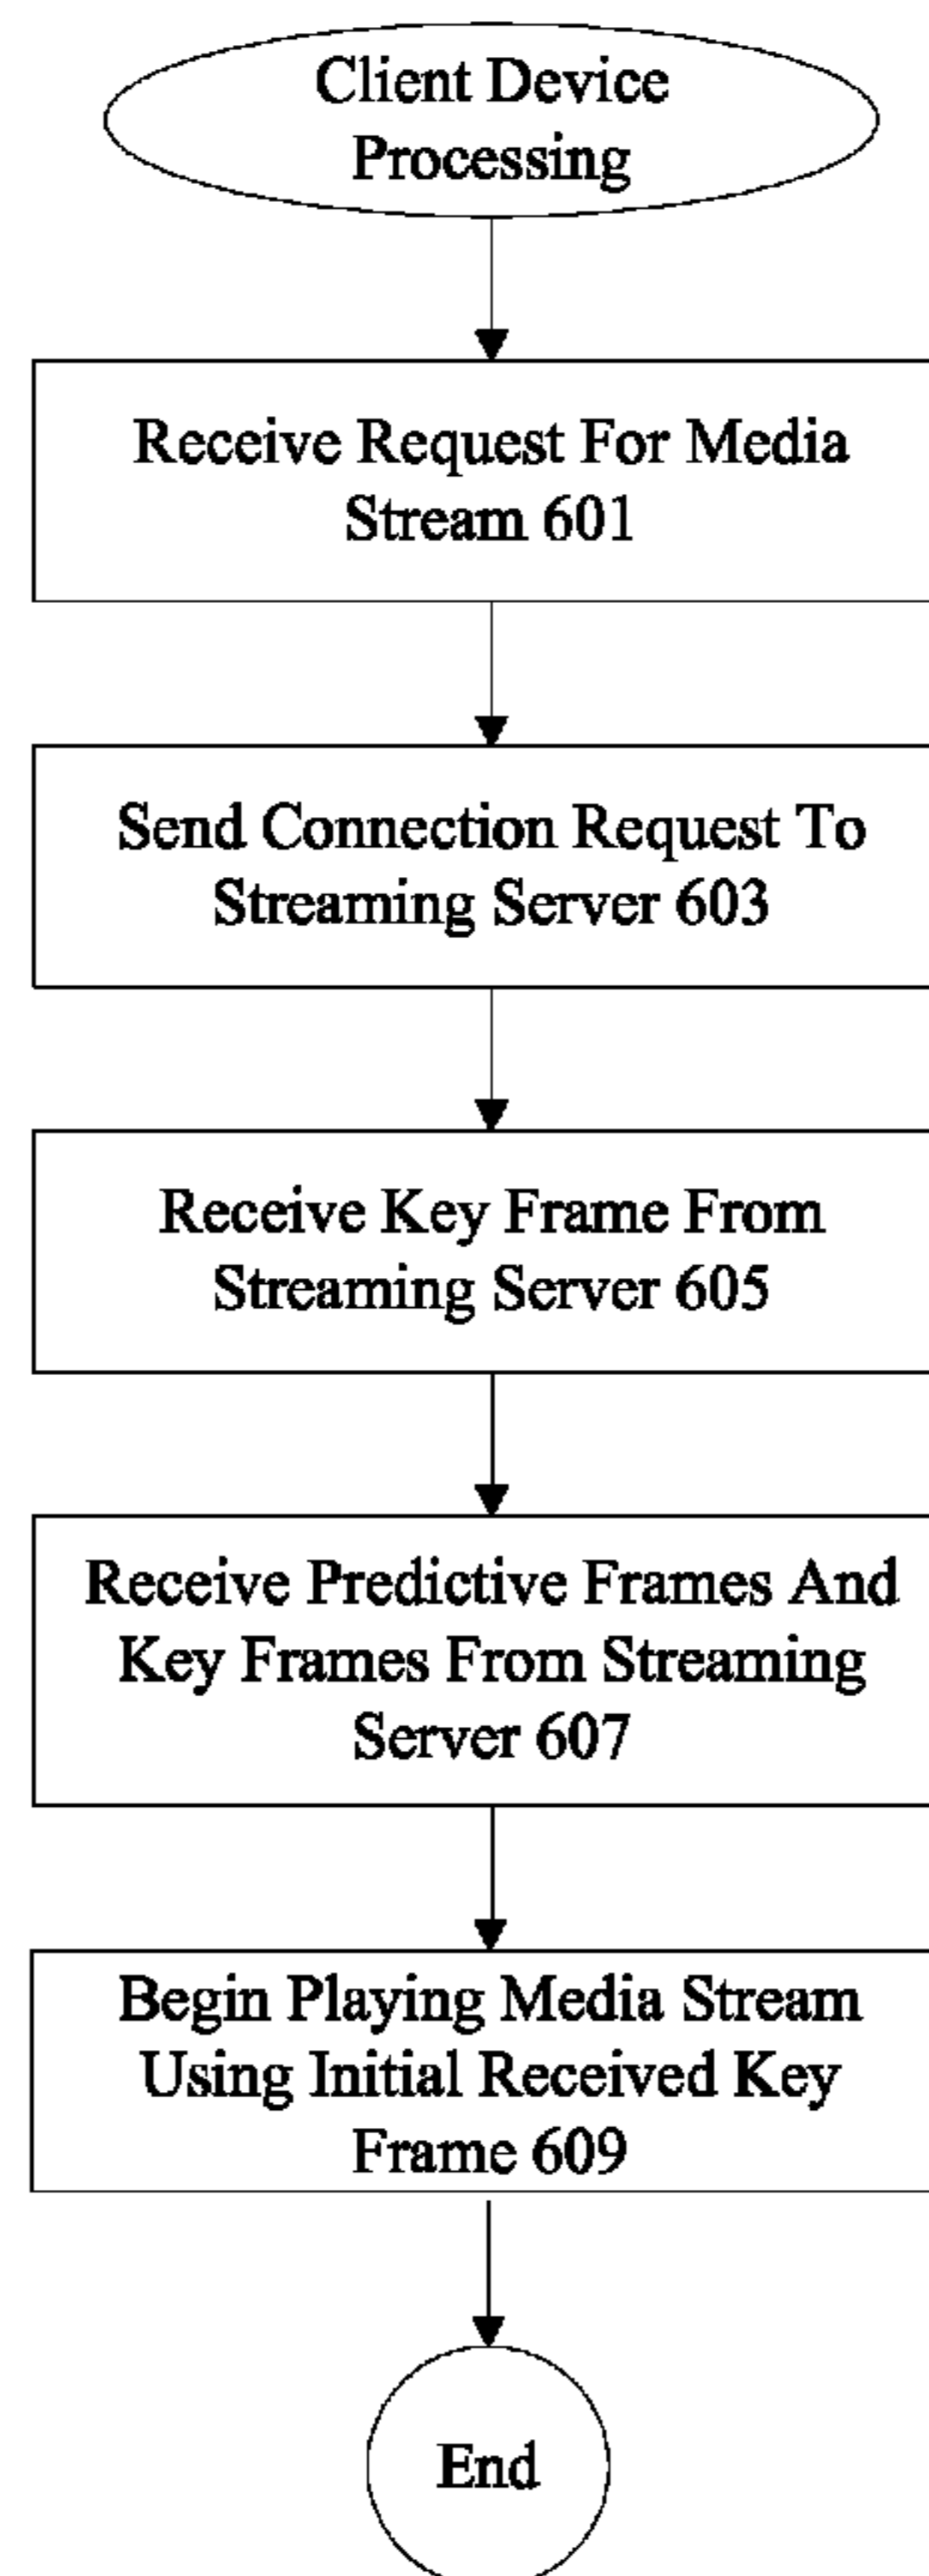 Client Device
Processing
Receive Request For Media
Stream 601
Send Connection Request To
Streaming Server 603
Receive Key Frame From
Streaming Server 605
Receive Predictive Frames And
Key Frames From Streaming
Server 607
Begin Playing Media Stream
Using Initial Received Key
Frame 609
End